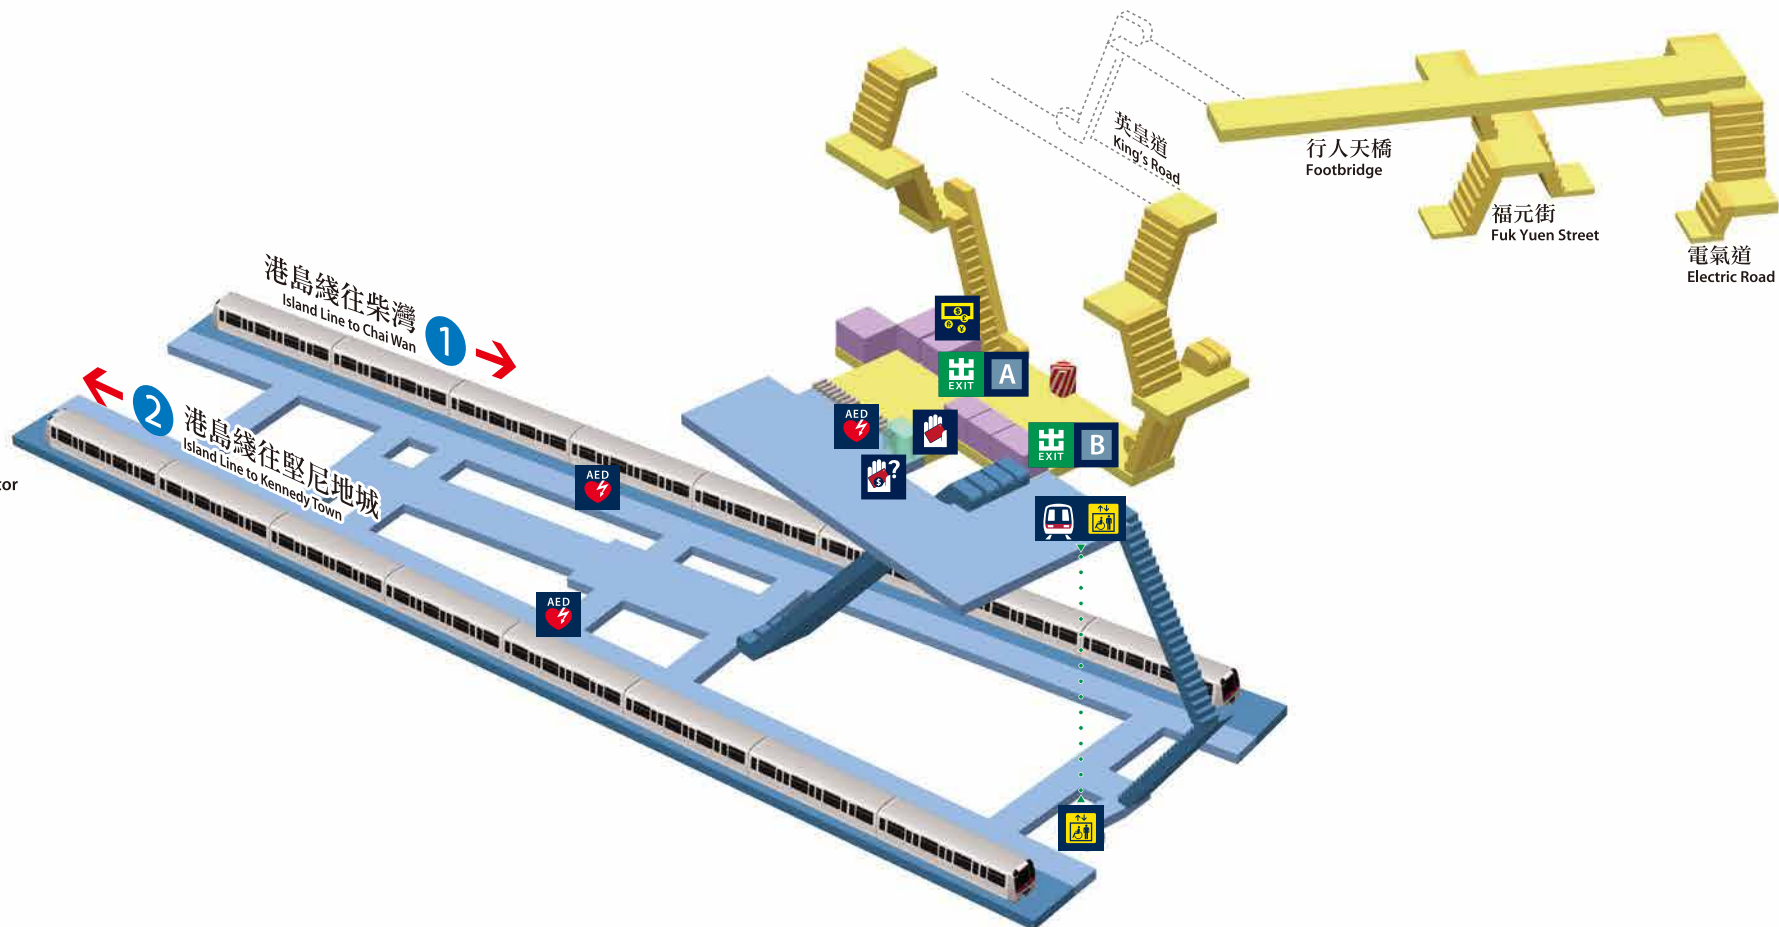 英皇道
King's Road
行人天橋
Footbridge
福元街
Fuk Yuen Street
電氣道
Electric Road
港島綫往柴灣
Island Line to Chai Wan
1
2
港島綫往堅尼地城
Island Line to Kennedy Town
tor
出
EXIT
A
AED
?
$
出
EXIT
B
AED
AED